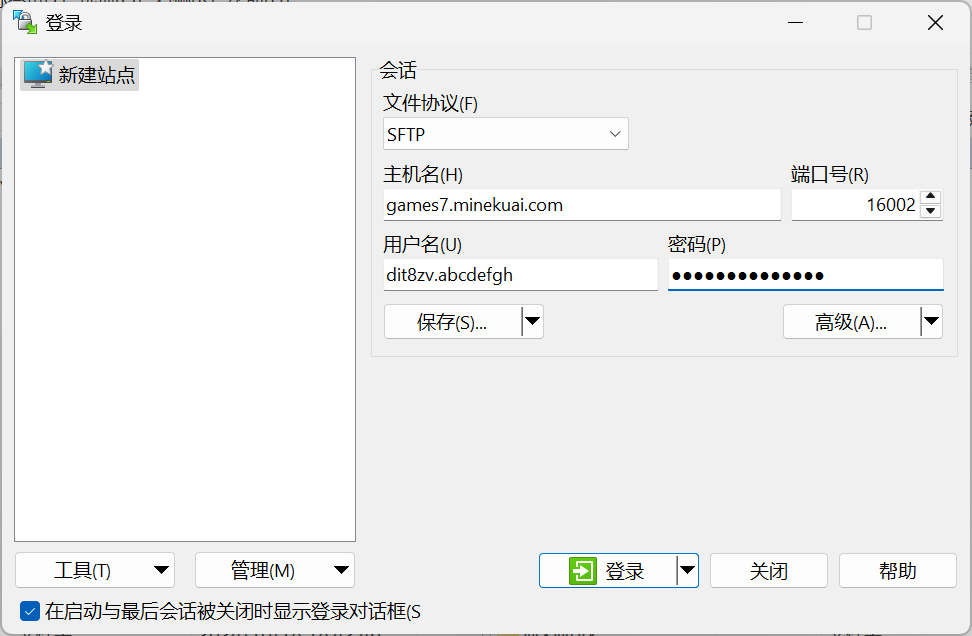 登录
新建站点
会话
文件协议(F)
SFTP
主机名(H)
端口号(R)
games7.minekuai.com
16002
用户名(U)
密码(P)
dit8zv.abcdefgh
●●●●●●●●●●●●●●
保存(S)...
高级(A)...
工具(T)
管理(M)
登录
关闭
帮助
在启动与最后会话被关闭时显示登录对话框(S